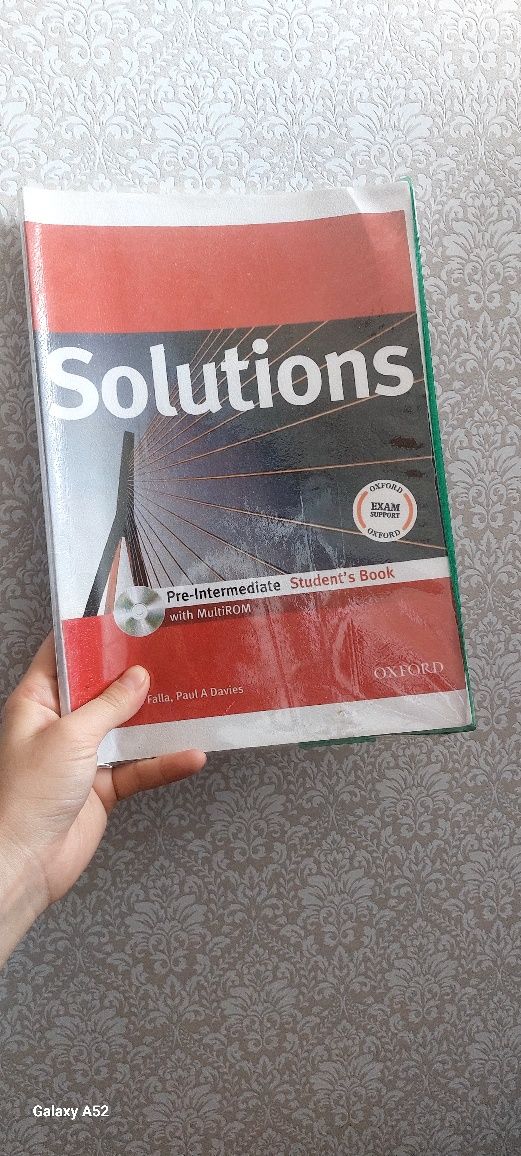 Solutions
OXFORD
EXAM
SUPPORT
OXFORD
Pre-Intermediate Student's Book
with MultiROM
Falla, Paul A Davies
OXFORD
Galaxy A52